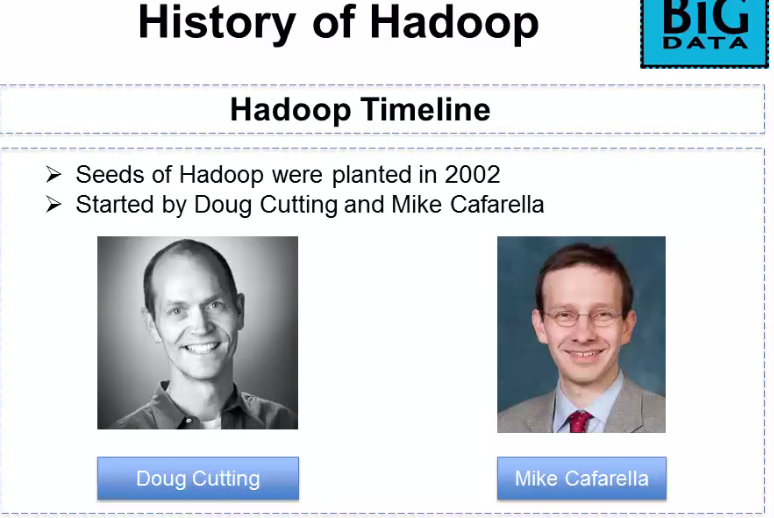 History of Hadoop
BiG
DATA
Hadoop Timeline
➢ Seeds of Hadoop were planted in 2002
➢ Started by Doug Cutting and Mike Cafarella
Doug Cutting
Mike Cafarella